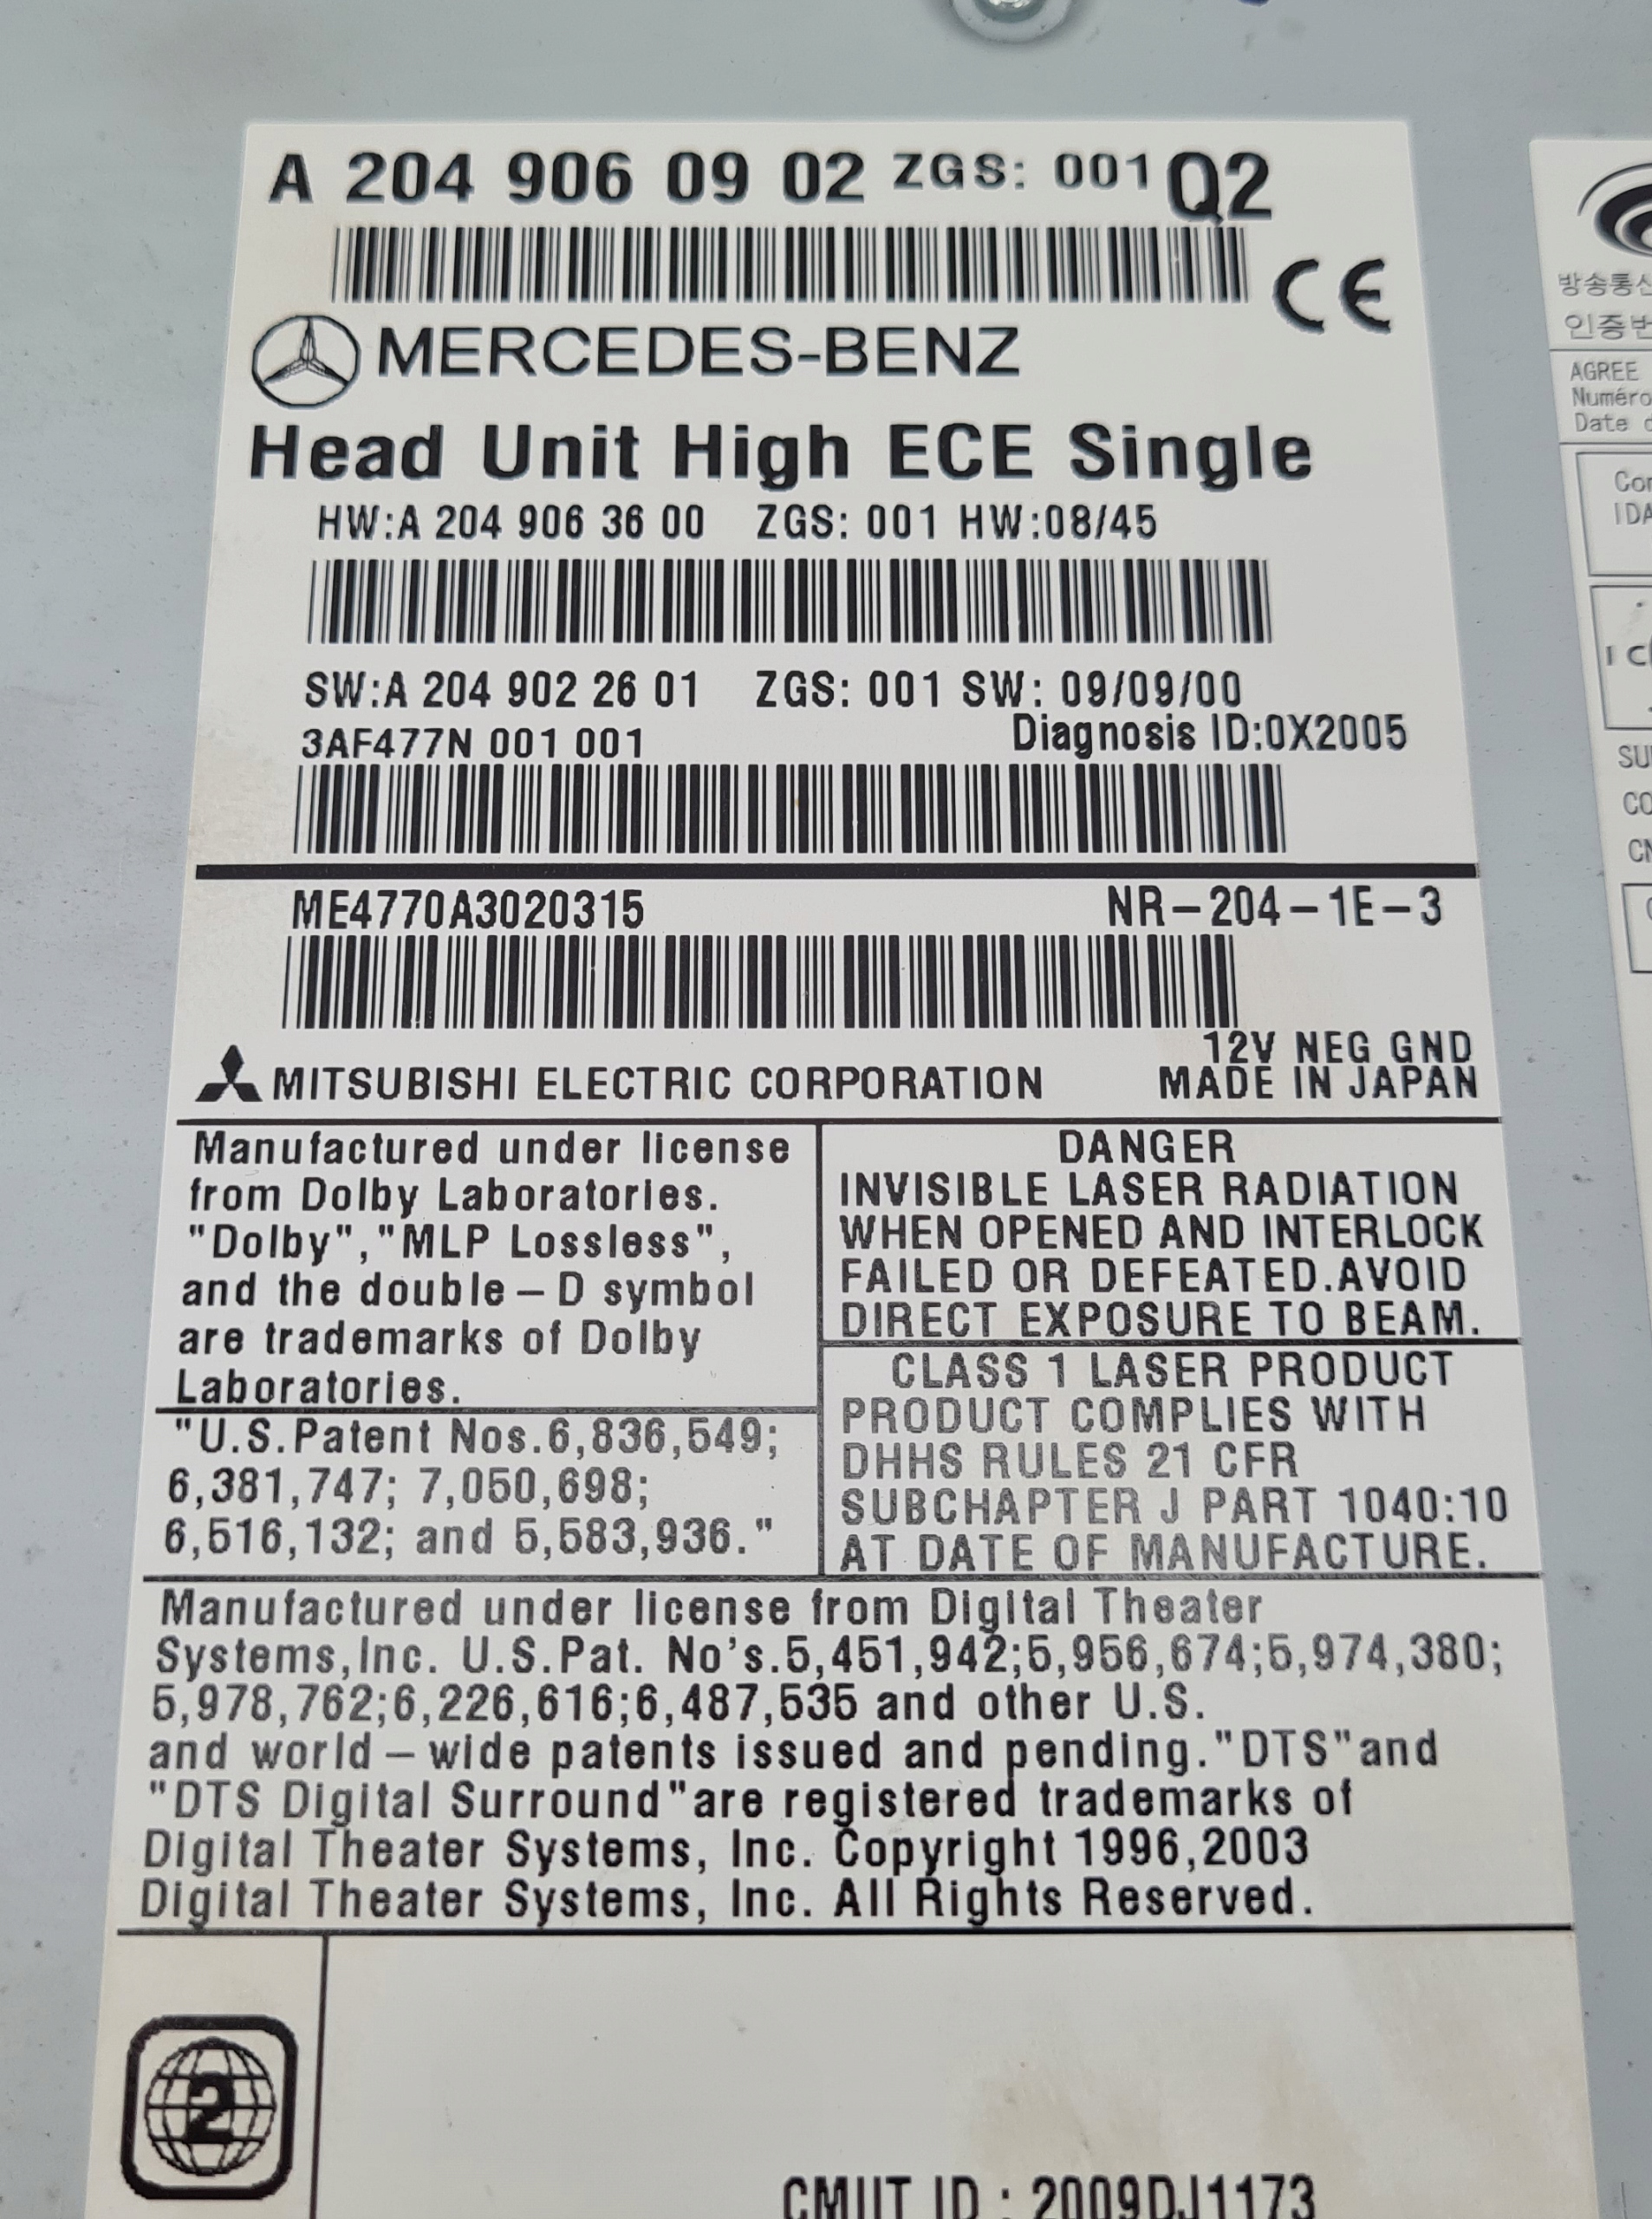 A 204 906 09 02 ZGS: 001 Q2
CE
MERCEDES-BENZ
Head Unit High ECE Single
HW:A 204 906 36 00 ZGS: 001 HW:08/45
SW:A 204 902 26 01 ZGS: 001 SW: 09/09/00
3AF477N 001 001 Diagnosis ID:0X2005
ME4770A3020315 NR-204-1E-3
12V NEG GND
MITSUBISHI ELECTRIC CORPORATION MADE IN JAPAN
Manufactured under license
from Dolby Laboratories.
"Dolby","MLP Lossless",
and the double-D symbol
are trademarks of Dolby
Laboratories.
"U.S.Patent Nos.6,836,549;
6,381,747; 7,050,698;
6,516,132; and 5,583,936."
DANGER
INVISIBLE LASER RADIATION
WHEN OPENED AND INTERLOCK
FAILED OR DEFEATED.AVOID
DIRECT EXPOSURE TO BEAM.
CLASS 1 LASER PRODUCT
PRODUCT COMPLIES WITH
DHHS RULES 21 CFR
SUBCHAPTER J PART 1040:10
AT DATE OF MANUFACTURE.
Manufactured under license from Digital Theater
Systems,Inc. U.S.Pat. No's.5,451,942;5,956,674;5,974,380;
5,978,762;6,226,616;6,487,535 and other U.S.
and world-wide patents issued and pending."DTS"and
"DTS Digital Surround"are registered trademarks of
Digital Theater Systems, Inc. Copyright 1996,2003
Digital Theater Systems, Inc. All Rights Reserved.
2
CMIIT ID : 2009DJ1173
방송통신
인증번
AGREE
Numéro
Date